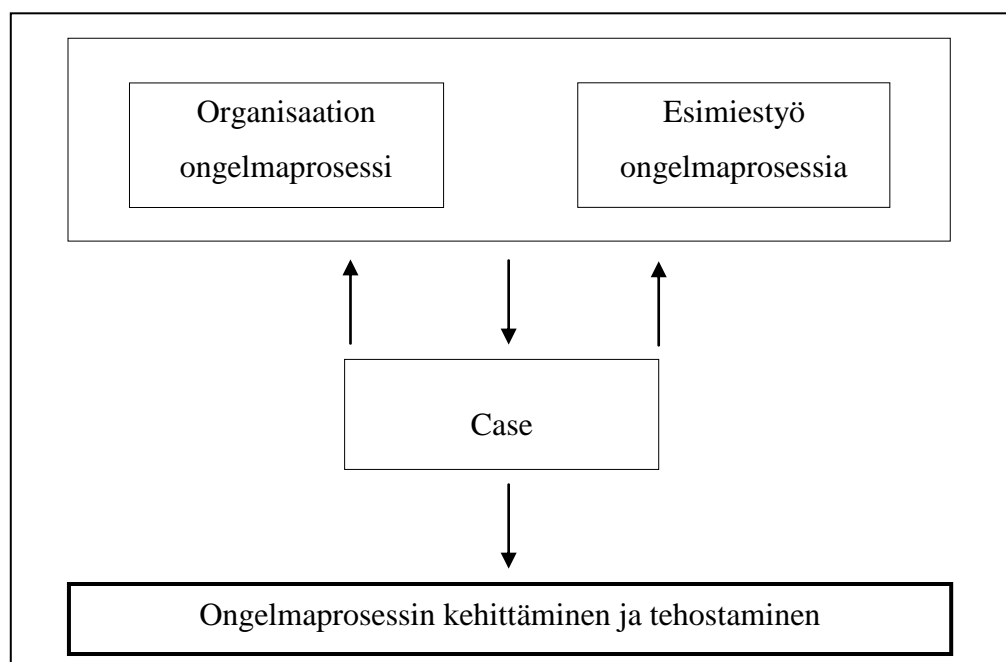 Organisaation
ongelmaprosessi
Esimiestyö
ongelmaprosessia
Case
Ongelmaprosessin kehittäminen ja tehostaminen